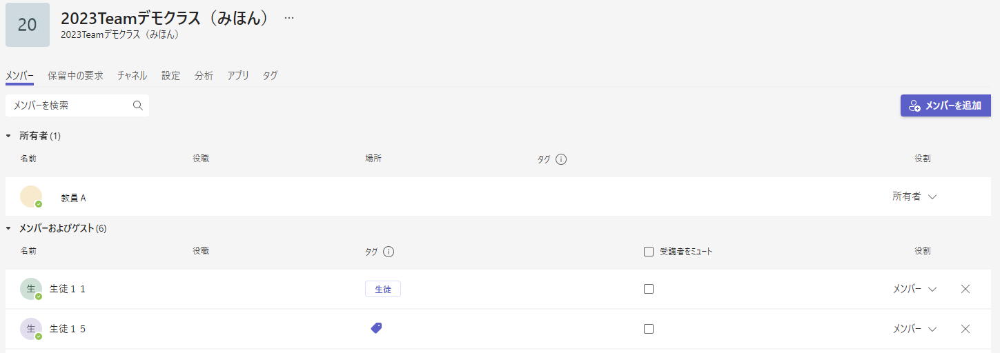 20
2023Teamデモクラス（みほん） ···
2023Teamデモクラス（みほん）
メンバー 保留中の要求 チャネル 設定 分析 アプリ タグ
メンバーを検索 メンバーを追加
所有者(1)
名前 役職 場所 タグ 役割
教員A 所有者
メンバーおよびゲスト(6)
名前 役職 タグ 受講者をミュート 役割
生 生徒１１ 生徒 メンバー
生 生徒１５ メンバー